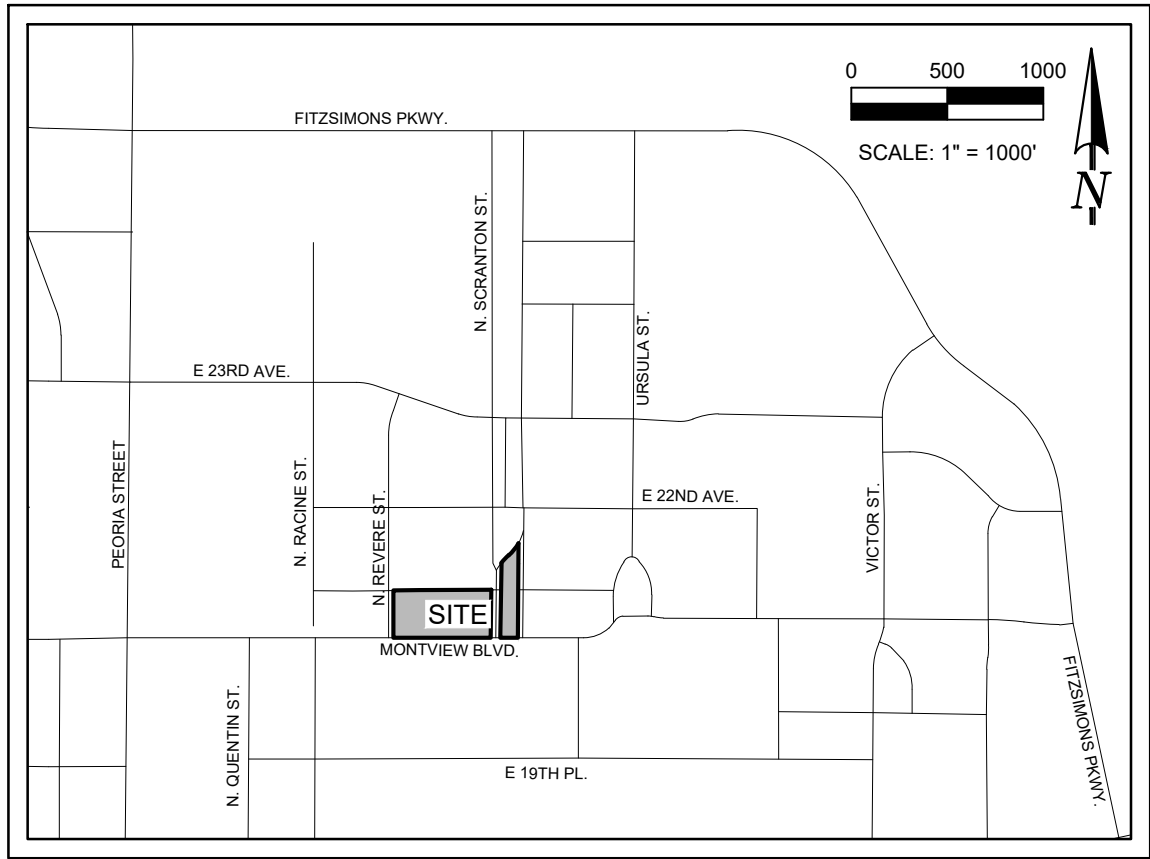 0 500 1000
SCALE: 1" = 1000'
N
FITZSIMONS PKWY.
N. SCRANTON ST.
URSULA ST.
E 23RD AVE.
PEORIA STREET
N. RACINE ST.
N. REVERE ST.
E 22ND AVE.
VICTOR ST.
SITE
MONTVIEW BLVD.
N. QUENTIN ST.
E 19TH PL.
FITZSIMONS PKWY.